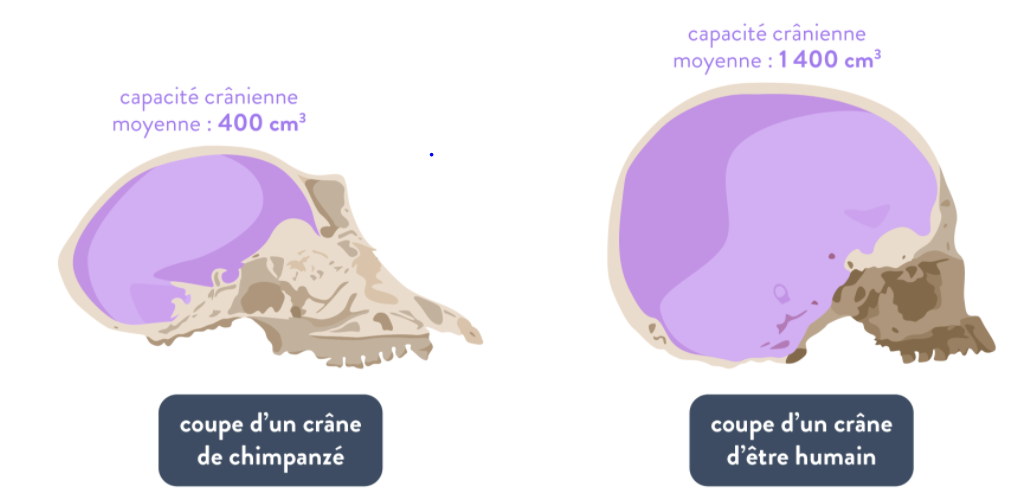 capacité crânienne
moyenne : 400 cm³
coupe d'un crâne
de chimpanzé
capacité crânienne
moyenne : 1 400 cm³
coupe d'un crâne
d'être humain